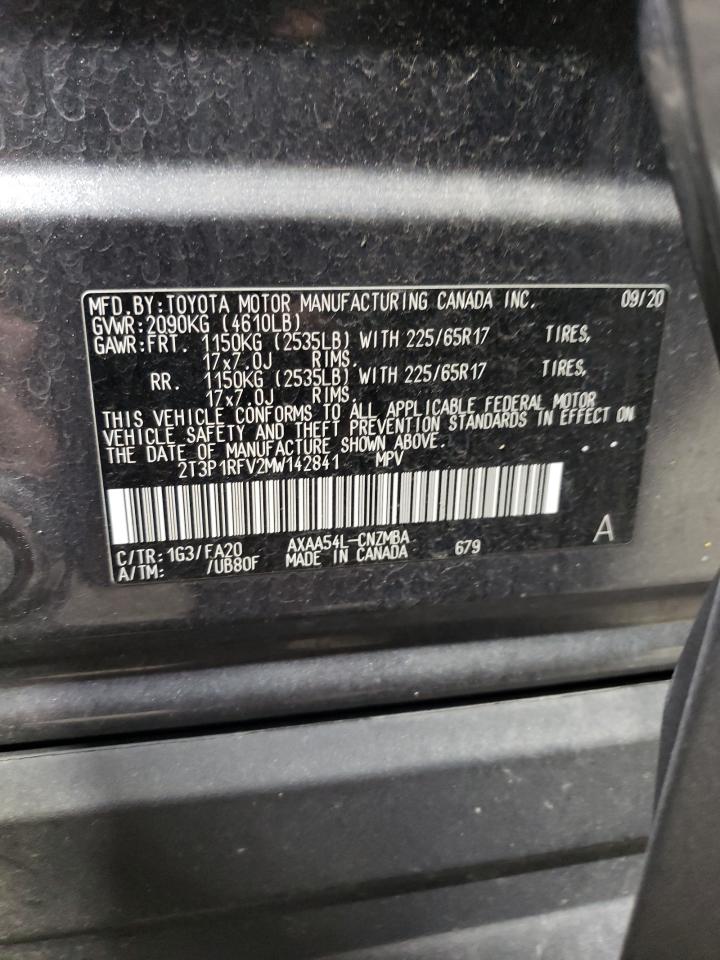 MFD.BY:TOYOTA MOTOR MANUFACTURING CANADA INC. 09/20
GVWR:2090KG (4610LB)
GAWR:FRT. 1150KG (2535LB) WITH 225/65R17 TIRES,
17x7.0J RIMS.
RR. 1150KG (2535LB) WITH 225/65R17 TIRES,
17x7.0J RIMS.
THIS VEHICLE CONFORMS TO ALL APPLICABLE FEDERAL MOTOR
VEHICLE SAFETY AND THEFT PREVENTION STANDARDS IN EFFECT ON
THE DATE OF MANUFACTURE SHOWN ABOVE.
2T3P1RFV2MW142841 MPV
C/TR:1G3/FA20 AXAA54L-CNZMBA 679 A
A/TM: /UB80F MADE IN CANADA